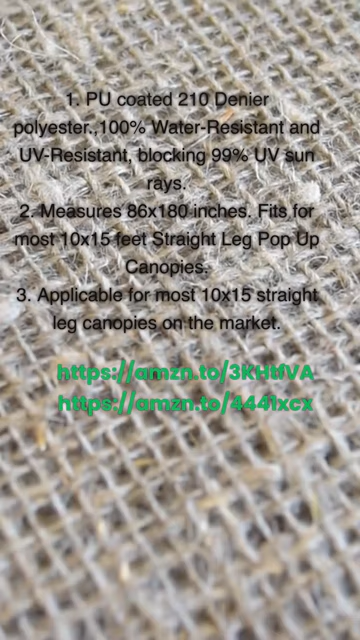 1. PU coated 210 Denier
polyester.,100% Water-Resistant and
UV-Resistant, blocking 99% UV sun
rays.
2. Measures 86x180 inches. Fits for
most 10x15 feet Straight Leg Pop Up
Canopies.
3. Applicable for most 10x15 straight
leg canopies on the market.
https://amzn.to/3KHtfVA
https://amzn.to/4441xcx